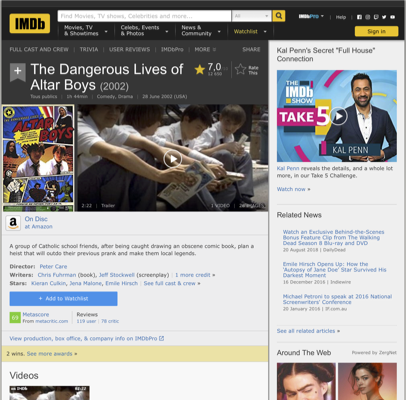 IMDb
Find Movies, TV shows, Celebrities and more...
All
IMDbPro
Help
Movies, TV
& Showtimes
Celebs, Events
& Photos
News &
Community
Watchlist
Sign in
FULL CAST AND CREW | TRIVIA | USER REVIEWS | IMDbPro | MORE
SHARE
The Dangerous Lives of
Altar Boys (2002)
7,0
Rate
This
Tous publics | 1h 44min | Comedy, Drama | 28 June 2002 (USA)
ALTAR
BOYS
2:22 | Trailer
1 VIDEO
IMAGES
a
On Disc
at Amazon
A group of Catholic school friends, after being caught drawing an obscene comic book, plan a
heist that will outdo their previous prank and make them local legends.
Director: Peter Care
Writers: Chris Fuhrman (book), Jeff Stockwell (screenplay) | 1 more credit »
Stars: Kieran Culkin, Jena Malone, Emile Hirsch | See full cast & crew »
+ Add to Watchlist
Metascore
From metacritic.com
Reviews
119 user | 78 critic
View production, box office, & company info on IMDbPro
2 wins. See more awards »
Videos
Kal Penn's Secret "Full House"
Connection
THE
IMDb
SHOW
TAKE 5
KAL PENN
Kal Penn reveals the details, and a whole lot
more, in our Take 5 Challenge.
Watch now »
Related News
Watch an Exclusive Behind-the-Scenes
Bonus Feature Clip from The Walking
Dead Season 8 Blu-ray and DVD
20 August 2018 | DailyDead
Emile Hirsch Opens Up: How the
'Autopsy of Jane Doe' Star Survived His
Darkest Moment
16 December 2016 | Indiewire
Michael Petroni to speak at 2016 National
Screenwriters' Conference
20 January 2016 | IF.com.au
See all related articles »
Around The Web
Powered by ZergNet